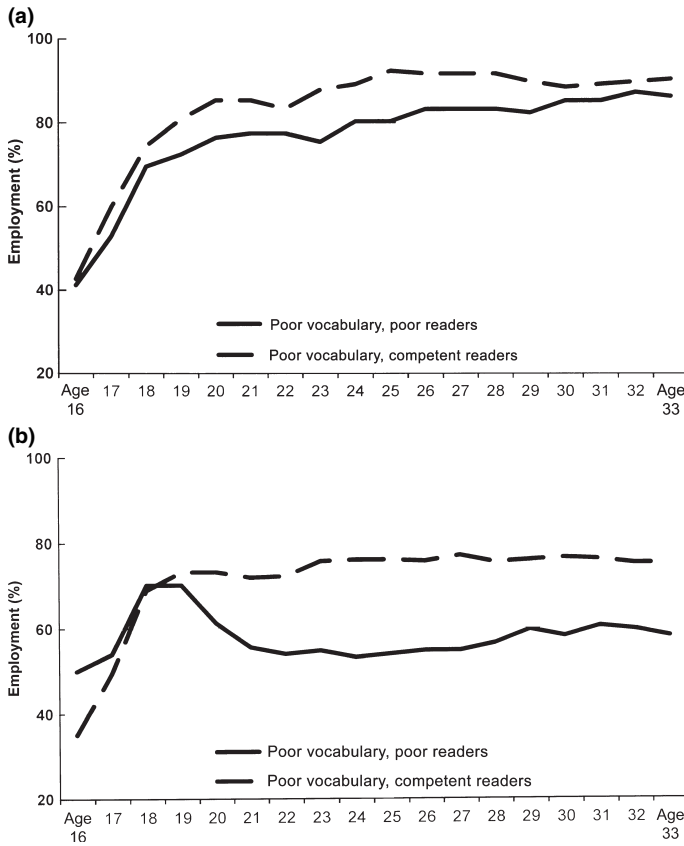 (a)
100
80
60
40
20
Employment (%)
Poor vocabulary, poor readers
Poor vocabulary, competent readers
Age 17 18 19 20 21 22 23 24 25 26 27 28 29 30 31 32 Age
16 33
(b)
100
80
60
40
20
Employment (%)
Poor vocabulary, poor readers
Poor vocabulary, competent readers
Age 17 18 19 20 21 22 23 24 25 26 27 28 29 30 31 32 Age
16 33